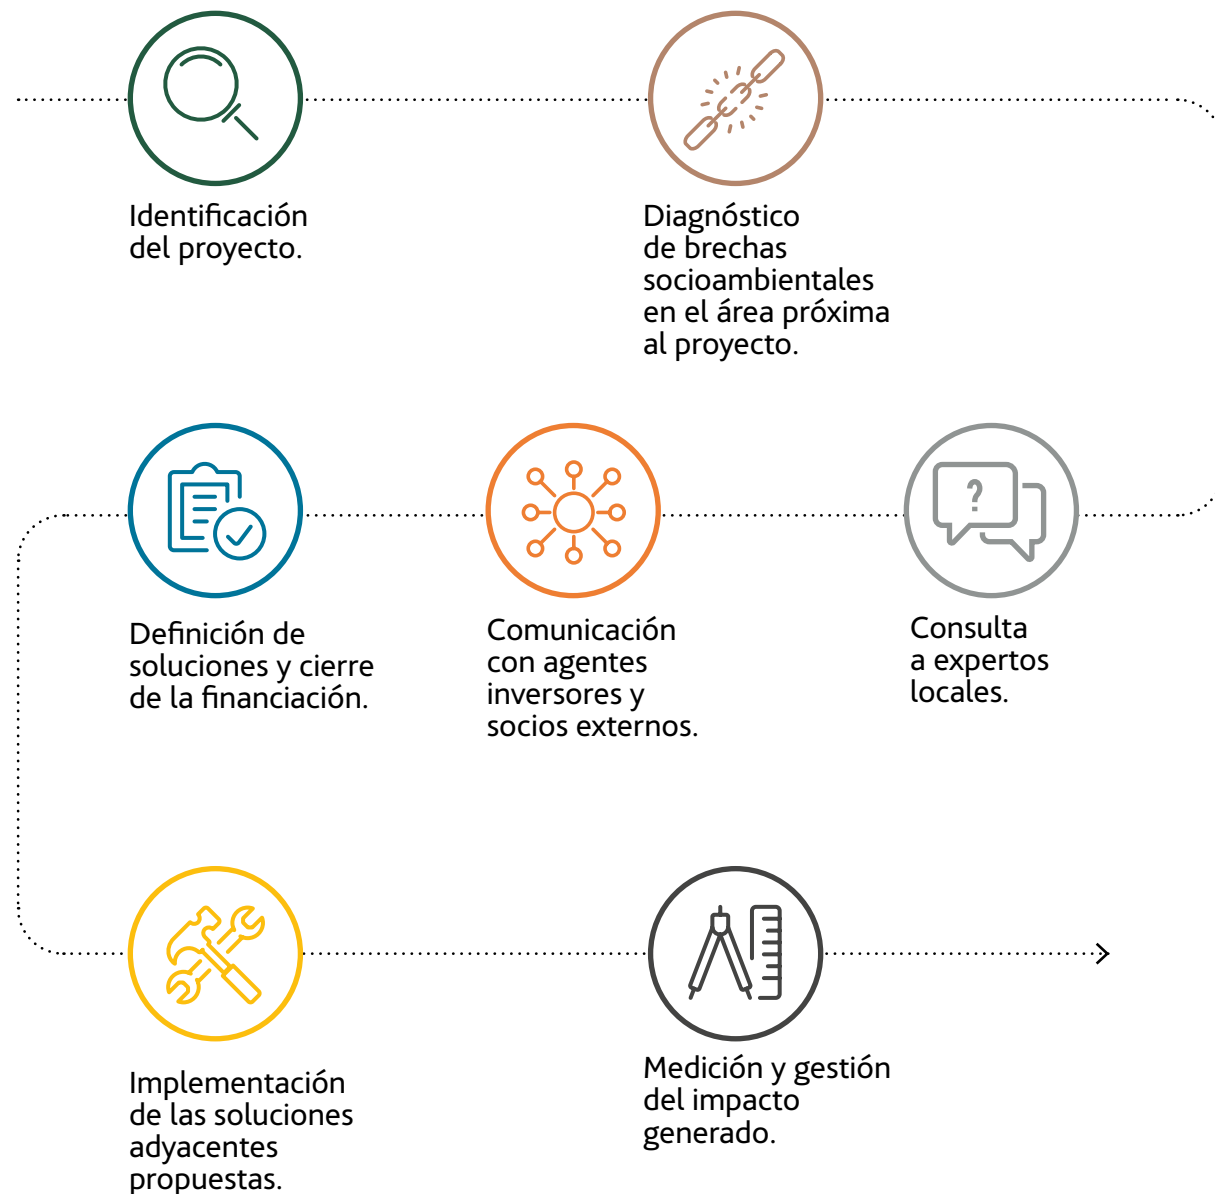 Identificación
del proyecto.
Diagnóstico
de brechas
socioambientales
en el área próxima
al proyecto.
?
Consulta
a expertos
locales.
Comunicación
con agentes
inversores y
socios externos.
Definición de
soluciones y cierre
de la financiación.
Implementación
de las soluciones
adyacentes
propuestas.
Medición y gestión
del impacto
generado.